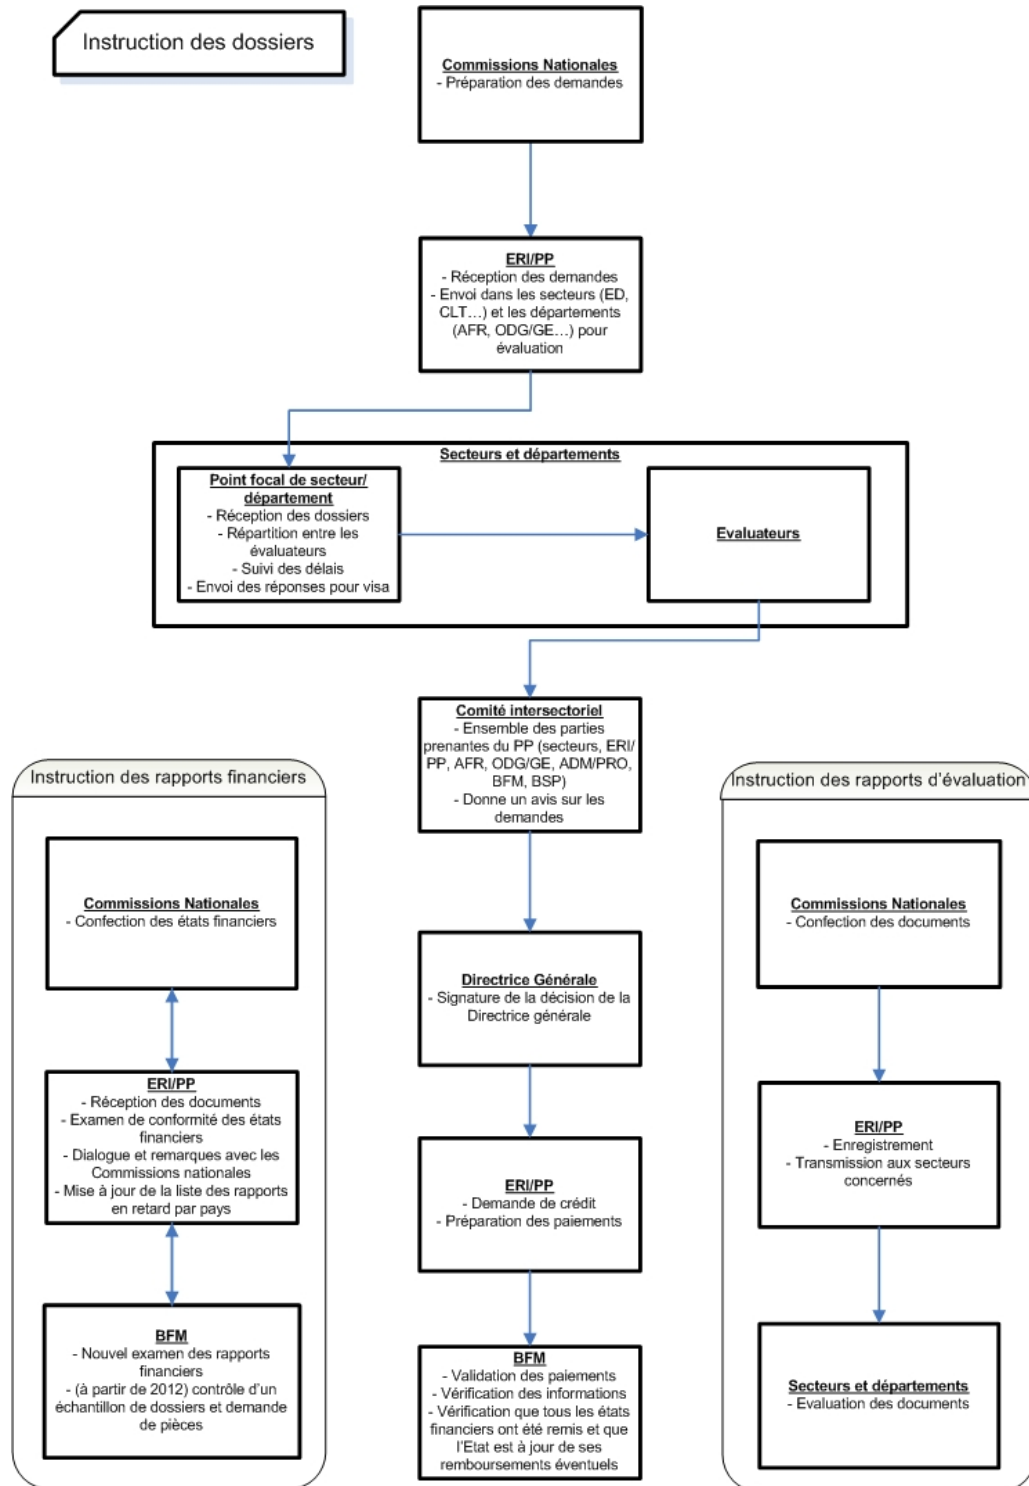 Instruction des dossiers
Commissions Nationales
- Préparation des demandes
ERI/PP
- Réception des demandes
- Envoi dans les secteurs (ED,
CLT…) et les départements
(AFR, ODG/GE…) pour
évaluation
Secteurs et départements
Point focal de secteur/
département
- Réception des dossiers
- Répartition entre les
évaluateurs
- Suivi des délais
- Envoi des réponses pour visa
Evaluateurs
Comité intersectoriel
- Ensemble des parties
prenantes du PP (secteurs, ERI/
PP, AFR, ODG/GE, ADM/PRO,
BFM, BSP)
- Donne un avis sur les
demandes
Directrice Générale
- Signature de la décision de la
Directrice générale
ERI/PP
- Demande de crédit
- Préparation des paiements
BFM
- Validation des paiements
- Vérification des informations
- Vérification que tous les états
financiers ont été remis et que
l'Etat est à jour de ses
remboursements éventuels
Instruction des rapports financiers
Commissions Nationales
- Confection des états financiers
ERI/PP
- Réception des documents
- Examen de conformité des états
financiers
- Dialogue et remarques avec les
Commissions nationales
- Mise à jour de la liste des rapports
en retard par pays
BFM
- Nouvel examen des rapports
financiers
- (à partir de 2012) contrôle d'un
échantillon de dossiers et demande
de pièces
Instruction des rapports d'évaluation
Commissions Nationales
- Confection des documents
ERI/PP
- Enregistrement
- Transmission aux secteurs
concernés
Secteurs et départements
- Evaluation des documents